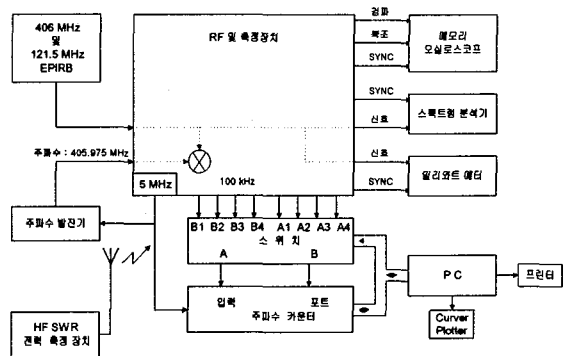 406 MHz
및
121.5 MHz
EPIRB
RF 및 측정장치
검파
복조
SYNC
메모리
오실로스코프
SYNC
신호
스펙트럼 분석기
신호
SYNC
밀리와트 메터
주파수 : 405.975 MHz
5 MHz
100 kHz
주파수 발진기
B1 B2 B3 B4 A1 A2 A3 A4
스 위 치
A B
입력 포트
주파수 카운터
P C
프린터
Curver
Plotter
HF SWR
전력 측정 장치